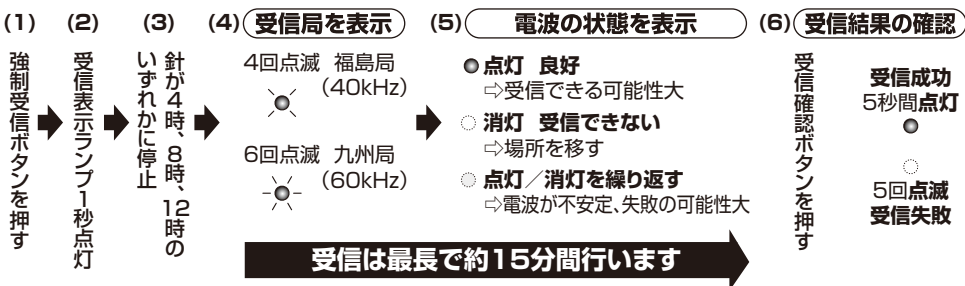 (1)
強制受信ボタンを押す
(2)
受信表示ランプ1秒点灯
(3)
針が4時、8時、12時の
いずれかに停止
(4) 受信局を表示
4回点滅 福島局
(40kHz)
6回点滅 九州局
(60kHz)
(5) 電波の状態を表示
点灯 良好
⇨受信できる可能性大
消灯 受信できない
⇨場所を移す
点灯/消灯を繰り返す
⇨電波が不安定、失敗の可能性大
受信は最長で約15分間行います
(6) 受信結果の確認
受信確認ボタンを押す
受信成功
5秒間点灯
5回点滅
受信失敗